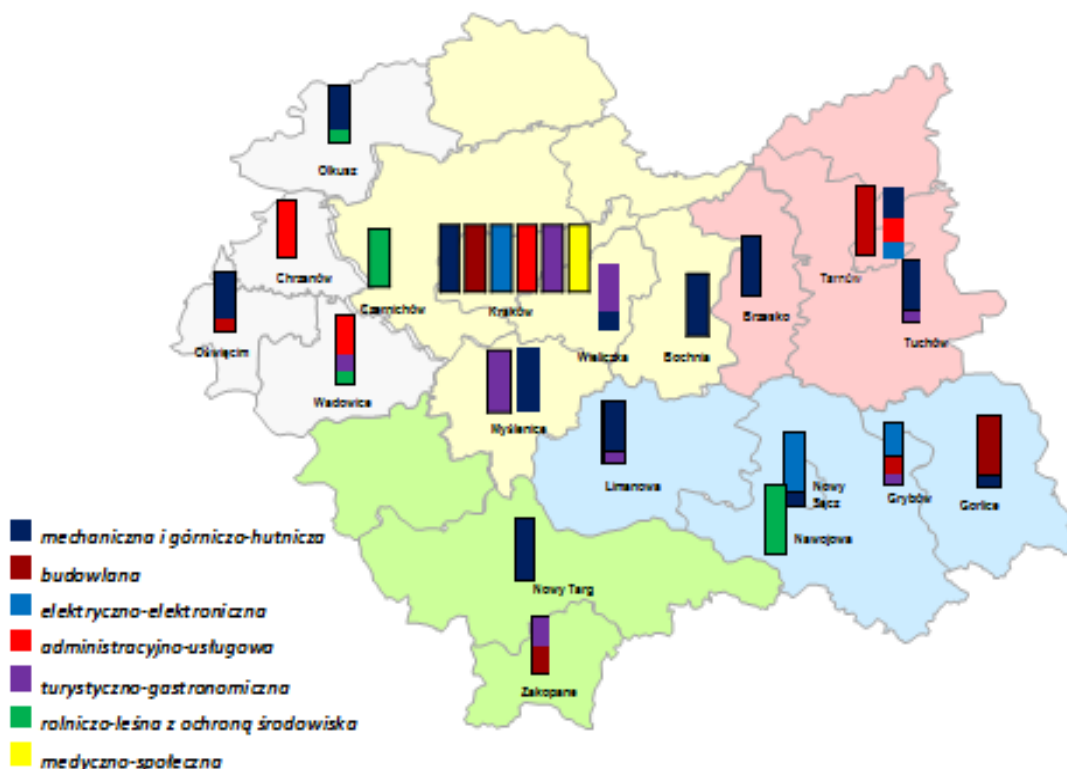 Olkusz
Chrzanów
Czernichów
Kraków
Tarnów
Brzesko
Tuchów
Oświęcim
Wieliczka
Bochnia
Wadowice
Myślenice
Limanowa
Nowy
Sącz
Grybów
Gorlice
Nawojowa
Nowy Targ
Zakopane
mechaniczna i górniczo-hutnicza
budowlana
elektryczno-elektroniczna
administracyjno-usługowa
turystyczno-gastronomiczna
rolniczo-leśna z ochroną środowiska
medyczno-społeczna